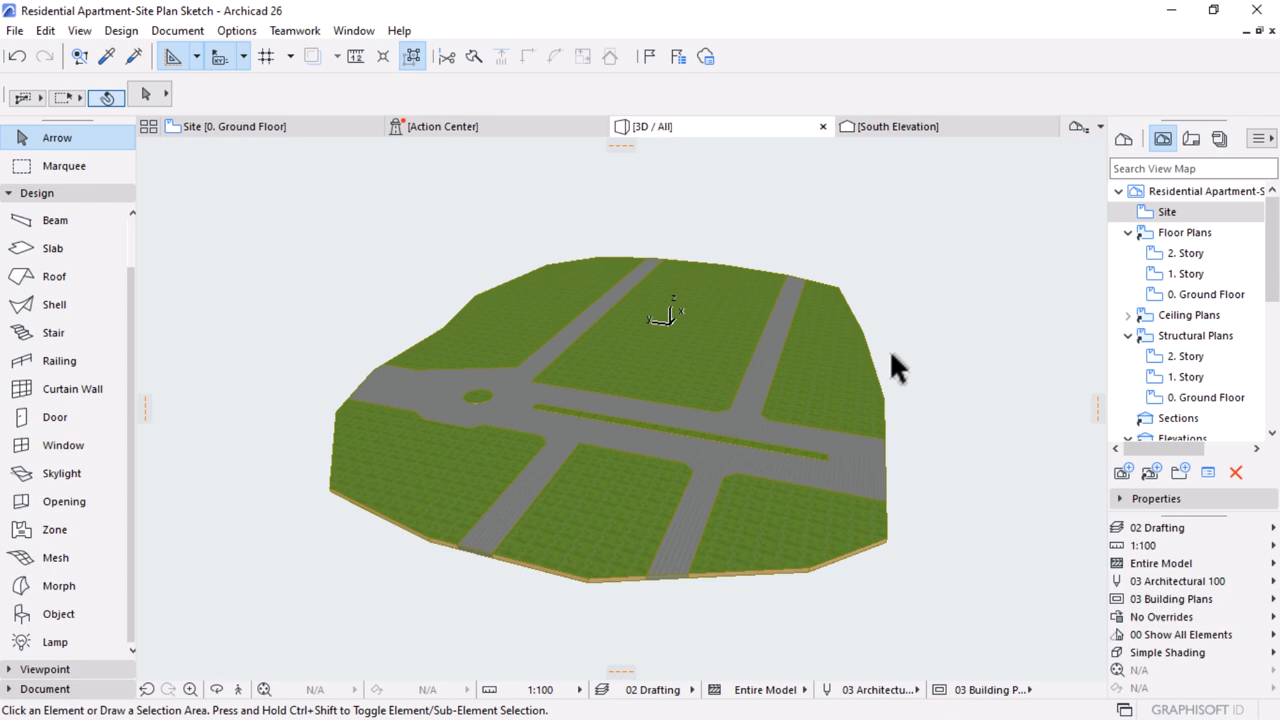 Residential Apartment-Site Plan Sketch - Archicad 26
File Edit View Design Document Options Teamwork Window Help
Site [0. Ground Floor]
[Action Center]
[3D / All]
[South Elevation]
Arrow
Marquee
Design
Beam
Slab
Roof
Shell
Stair
Railing
Curtain Wall
Door
Window
Skylight
Opening
Zone
Mesh
Morph
Object
Lamp
Viewpoint
Document
z
y
x
Search View Map
Residential Apartment-S
Site
Floor Plans
2. Story
1. Story
0. Ground Floor
Ceiling Plans
Structural Plans
2. Story
1. Story
0. Ground Floor
Sections
Elevations
Properties
02 Drafting
1:100
Entire Model
03 Architectural 100
03 Building Plans
No Overrides
00 Show All Elements
Simple Shading
N/A
N/A
N/A N/A 1:100 02 Drafting Entire Model 03 Architectu... 03 Building P...
Click an Element or Draw a Selection Area. Press and Hold Ctrl+Shift to Toggle Element/Sub-Element Selection.
GRAPHISOFT ID